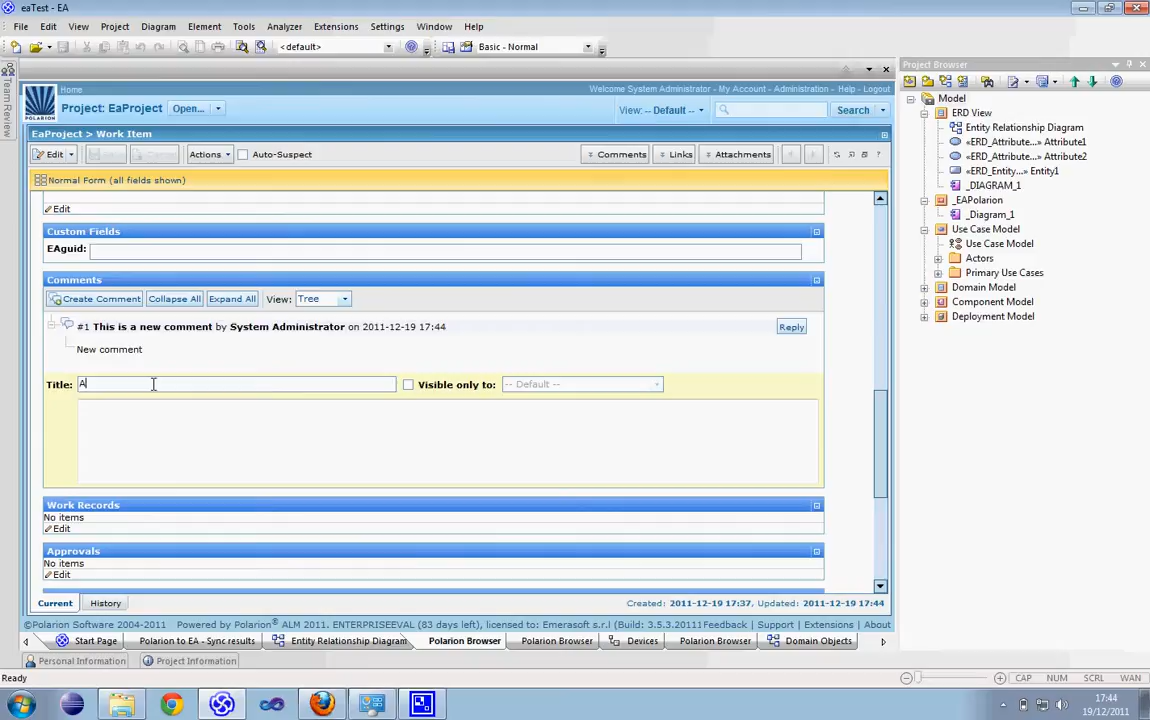 eaTest - EA
File Edit View Project Diagram Element Tools Analyzer Extensions Settings Window Help
<default> Basic - Normal
Project Browser
Team Review
Home Welcome System Administrator - My Account - Administration - Help - Logout
POLARION Project: EaProject Open... View: -- Default -- Search
EaProject > Work Item
Edit Actions Auto-Suspect Comments Links Attachments
Normal Form (all fields shown)
Edit
Custom Fields
EAguid:
Comments
Create Comment Collapse All Expand All View: Tree
#1 This is a new comment by System Administrator on 2011-12-19 17:44 Reply
New comment
Title: A Visible only to: -- Default --
Work Records
No items
Edit
Approvals
No items
Edit
Current History Created: 2011-12-19 17:37, Updated: 2011-12-19 17:44
©Polarion Software 2004-2011 Powered by Polarion® ALM 2011. ENTERPRISEEVAL (83 days left), licensed to: Emerasoft s.r.l (Build: 3.5.3.20111 Feedback | Support | Extensions | About
Start Page Polarion to EA - Sync results Entity Relationship Diagram Polarion Browser Polarion Browser Devices Polarion Browser Domain Objects
Personal Information Project Information
Model
ERD View
Entity Relationship Diagram
«ERD_Attribute...» Attribute1
«ERD_Attribute...» Attribute2
«ERD_Entity...» Entity1
_DIAGRAM_1
_EAPolarion
_Diagram_1
Use Case Model
Use Case Model
Actors
Primary Use Cases
Domain Model
Component Model
Deployment Model
Ready CAP NUM SCRL WAN
17:44
19/12/2011